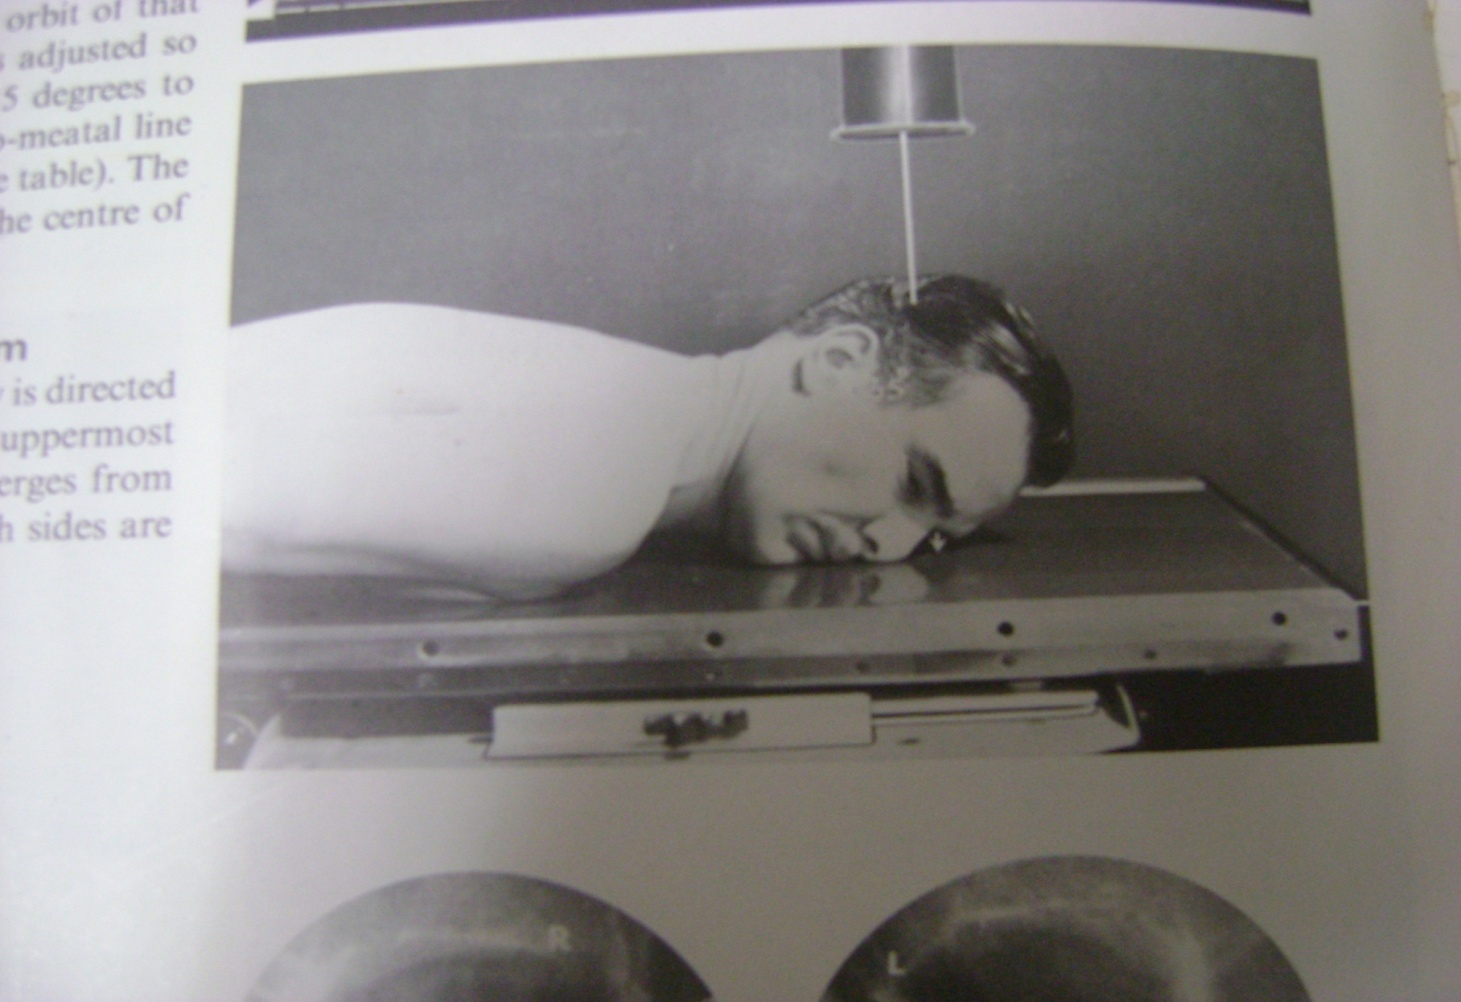 orbit of that
s adjusted so
5 degrees to
o-meatal line
e table). The
he centre of
m
y is directed
uppermost
erges from
h sides are
R
L